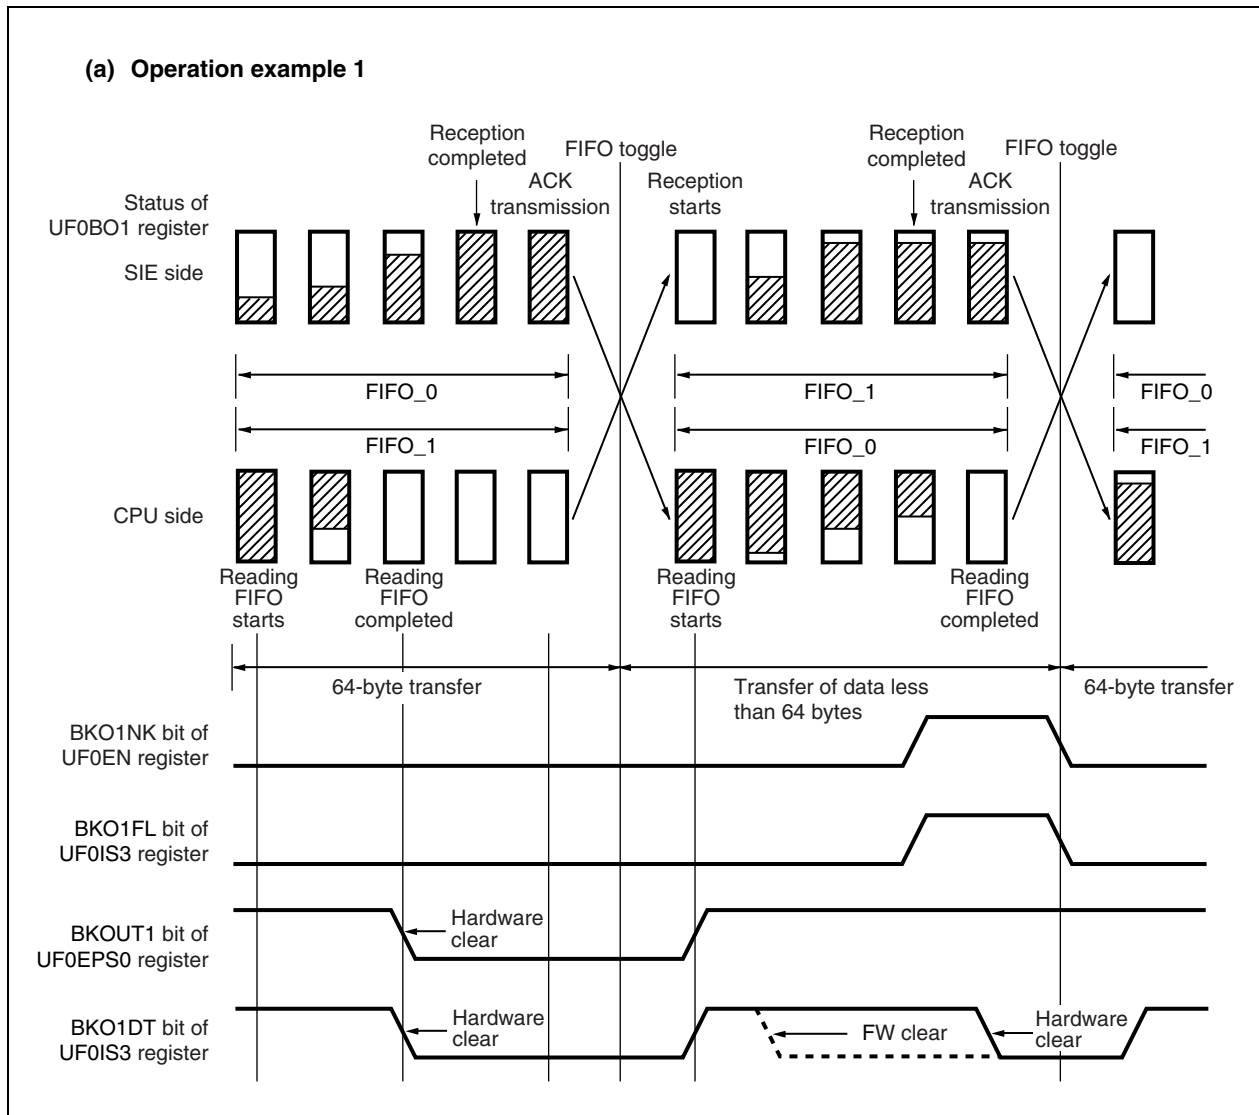 (a) Operation example 1
Reception
completed
FIFO toggle
Reception
completed
FIFO toggle
ACK
transmission
Reception
starts
ACK
transmission
Status of
UF0BO1 register
SIE side
FIFO_0
FIFO_1
FIFO_0
FIFO_1
FIFO_0
FIFO_1
CPU side
Reading
FIFO
starts
Reading
FIFO
completed
Reading
FIFO
starts
Reading
FIFO
completed
64-byte transfer
Transfer of data less
than 64 bytes
64-byte transfer
BKO1NK bit of
UF0EN register
BKO1FL bit of
UF0IS3 register
BKOUT1 bit of
UF0EPS0 register
Hardware
clear
BKO1DT bit of
UF0IS3 register
Hardware
clear
FW clear
Hardware
clear